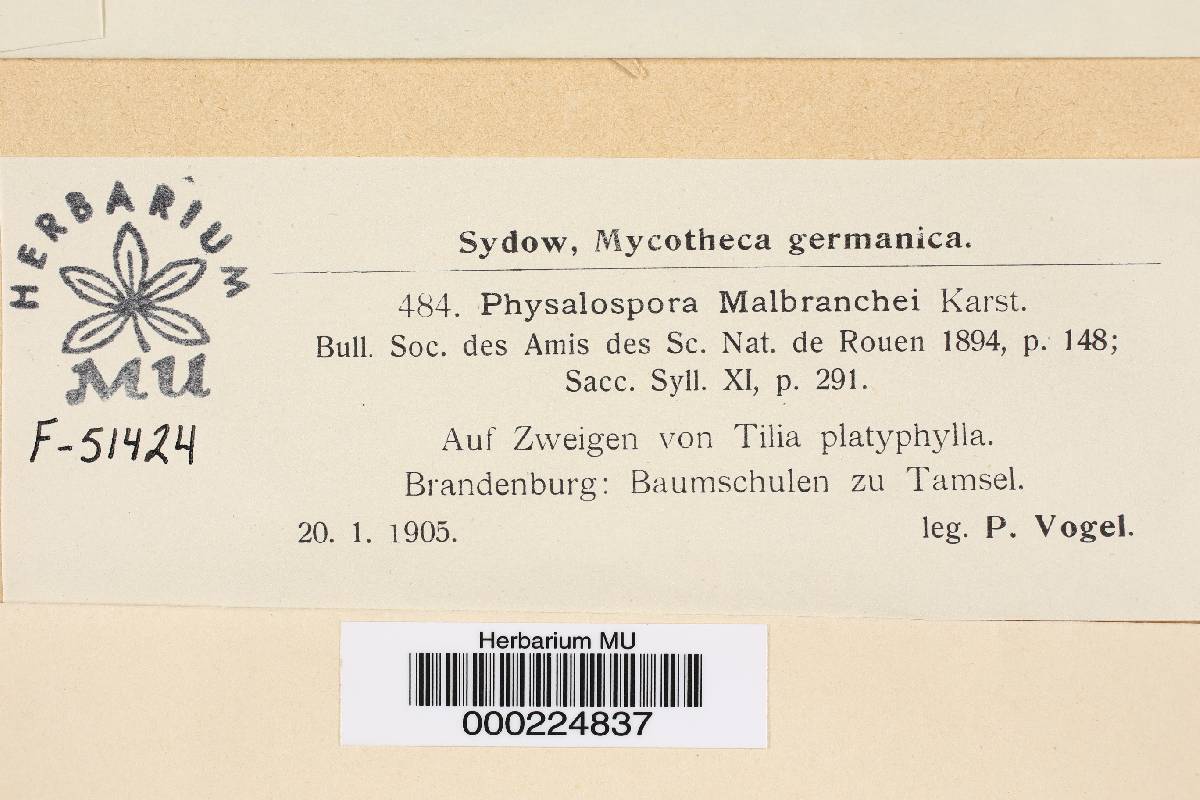 HERBARIUM
MU
F-51424
Sydow, Mycotheca germanica.
484. Physalospora Malbranchei Karst.
Bull. Soc. des Amis des Sc. Nat. de Rouen 1894, p. 148;
Sacc. Syll. XI, p. 291.
Auf Zweigen von Tilia platyphylla.
Brandenburg: Baumschulen zu Tamsel.
20. 1. 1905. leg. P. Vogel.
Herbarium MU
000224837